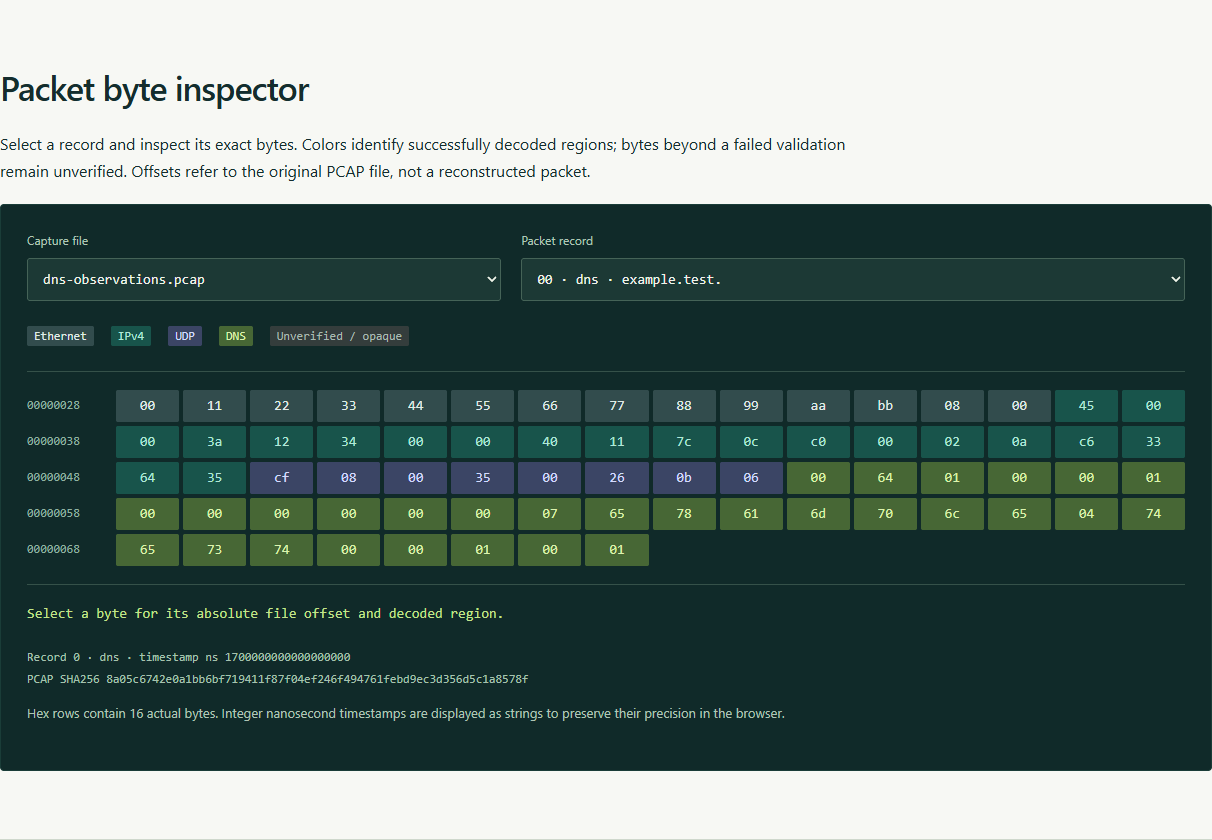 Packet byte inspector
Select a record and inspect its exact bytes. Colors identify successfully decoded regions; bytes beyond a failed validation
remain unverified. Offsets refer to the original PCAP file, not a reconstructed packet.
Capture file
Packet record
dns-observations.pcap
00 · dns · example.test.
Ethernet IPv4 UDP DNS Unverified / opaque
00000028 00 11 22 33 44 55 66 77 88 99 aa bb 08 00 45 00
00000038 00 3a 12 34 00 00 40 11 7c 0c c0 00 02 0a c6 33
00000048 64 35 cf 08 00 35 00 26 0b 06 00 64 01 00 00 01
00000058 00 00 00 00 00 00 07 65 78 61 6d 70 6c 65 04 74
00000068 65 73 74 00 00 01 00 01
Select a byte for its absolute file offset and decoded region.
Record 0 · dns · timestamp ns 1700000000000000000
PCAP SHA256 8a05c6742e0a1bb6bf719411f87f04ef246f494761febd9ec3d356d5c1a8578f
Hex rows contain 16 actual bytes. Integer nanosecond timestamps are displayed as strings to preserve their precision in the browser.